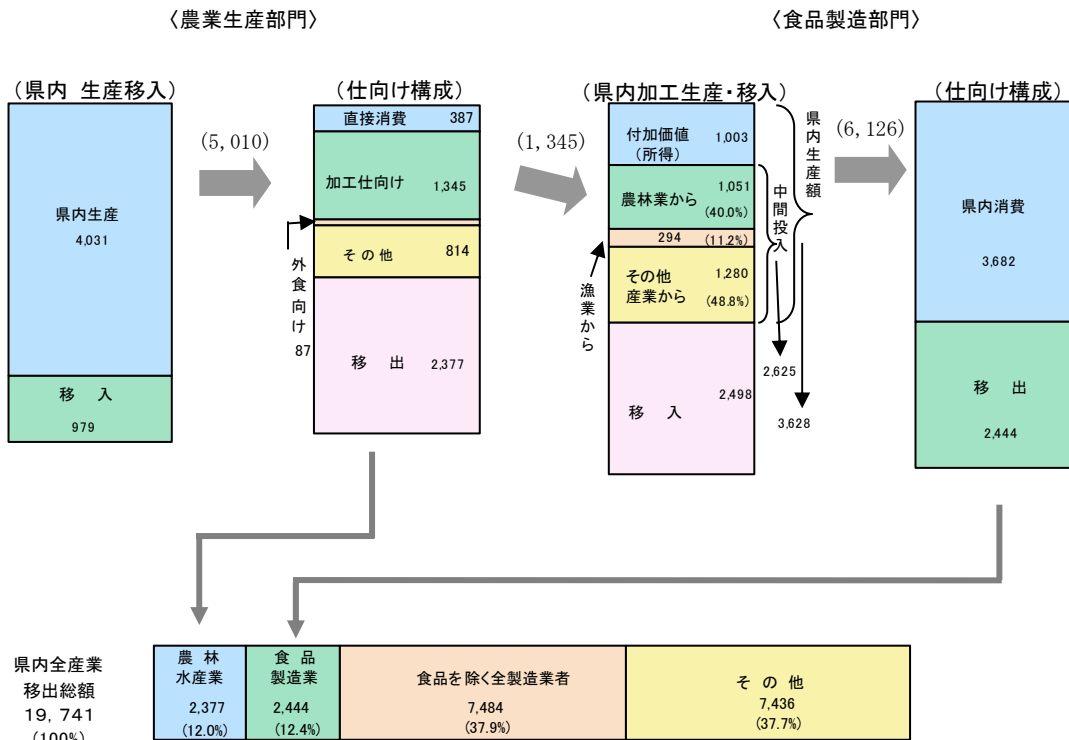 〈農業生産部門〉
〈食品製造部門〉
(県内 生産移入)
(仕向け構成)
(県内加工生産・移入)
(仕向け構成)
県内生産
4,031
移 入
979
(5,010)
直接消費 387
加工仕向け 1,345
その他 814
移 出 2,377
外食向け
87
(1,345)
付加価値
(所得)
1,003
農林業から
1,051
(40.0%)
294 (11.2%)
その他
産業から
1,280
(48.8%)
移 入
2,498
漁業から
中間投入
県内生産額
2,625
3,628
(6,126)
県内消費
3,682
移 出
2,444
県内全産業
移出総額
19,741
(100%)
農 林
水産業
2,377
(12.0%)
食 品
製造業
2,444
(12.4%)
食品を除く全製造業者
7,484
(37.9%)
そ の 他
7,436
(37.7%)